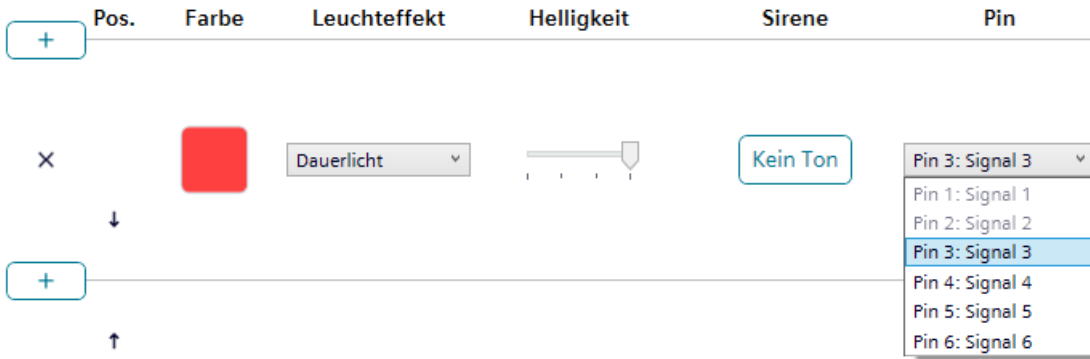 Pos. Farbe Leuchteffekt Helligkeit Sirene Pin
+
× Dauerlicht Kein Ton Pin 3: Signal 3
Pin 1: Signal 1
↓ Pin 2: Signal 2
Pin 3: Signal 3
+ Pin 4: Signal 4
Pin 5: Signal 5
↑ Pin 6: Signal 6